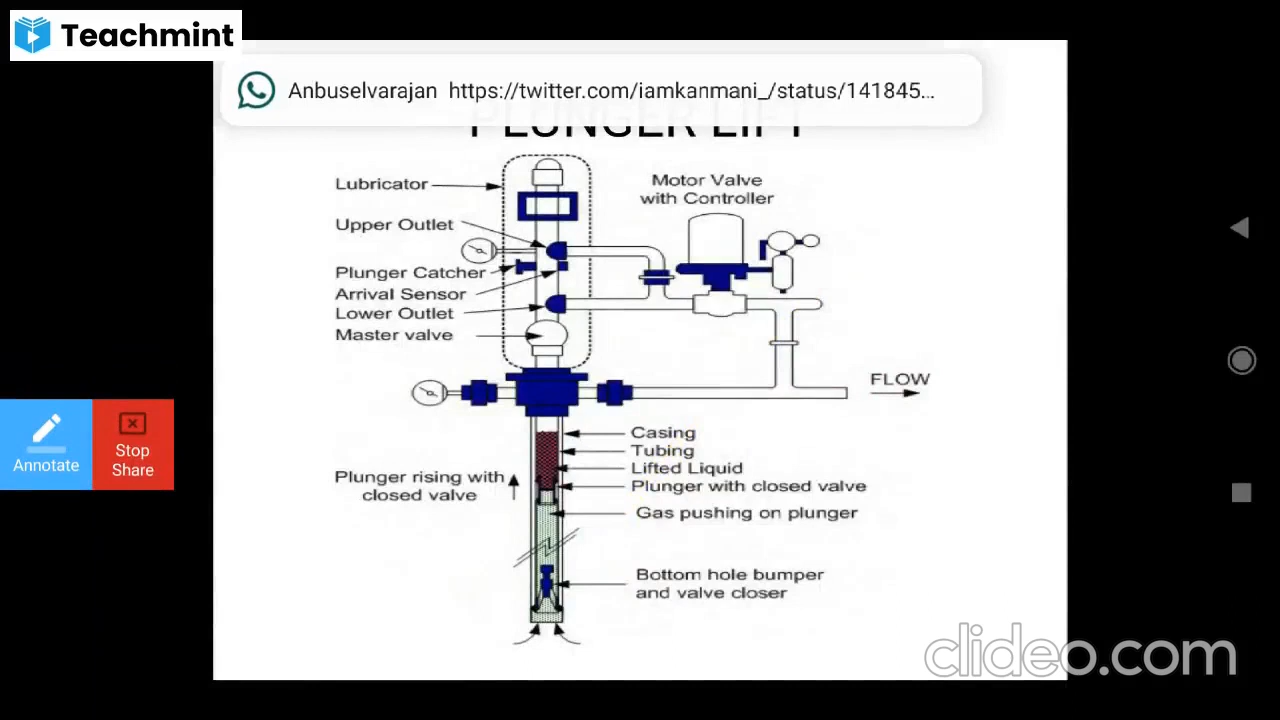 Teachmint
Anbuselvarajan https://twitter.com/iamkanmani_/status/141845...
PLUNGER LIFT
Lubricator
Motor Valve
with Controller
Upper Outlet
Plunger Catcher
Arrival Sensor
Lower Outlet
Master valve
FLOW
Annotate
Stop
Share
Casing
Tubing
Lifted Liquid
Plunger rising with
closed valve
Plunger with closed valve
Gas pushing on plunger
Bottom hole bumper
and valve closer
clideo.com